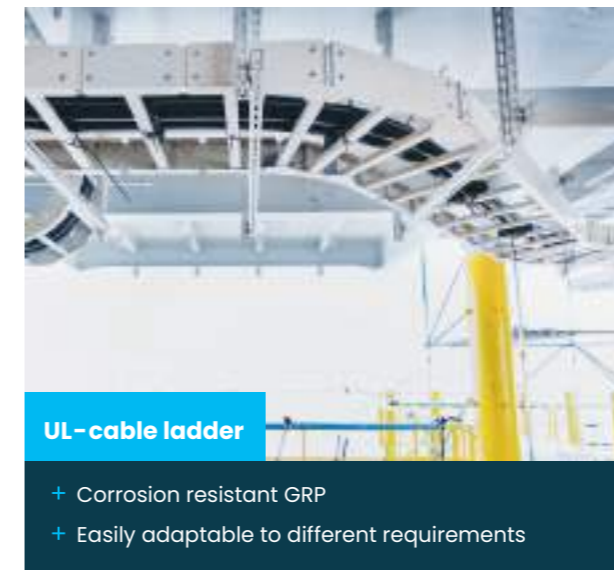 UL-cable ladder
+ Corrosion resistant GRP
+ Easily adaptable to different requirements